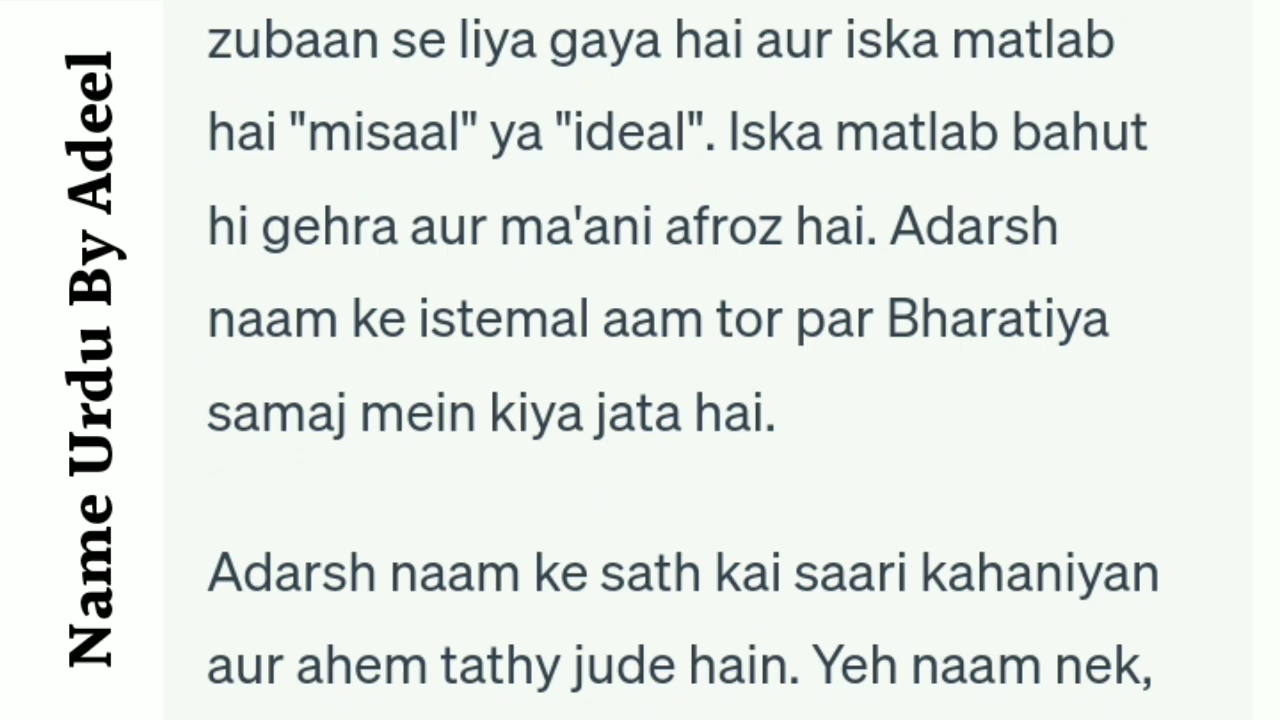 Name Urdu By Adeel
zubaan se liya gaya hai aur iska matlab
hai "misaal" ya "ideal". Iska matlab bahut
hi gehra aur ma'ani afroz hai. Adarsh
naam ke istemal aam tor par Bharatiya
samaj mein kiya jata hai.
Adarsh naam ke sath kai saari kahaniyan
aur ahem tathy jude hain. Yeh naam nek,